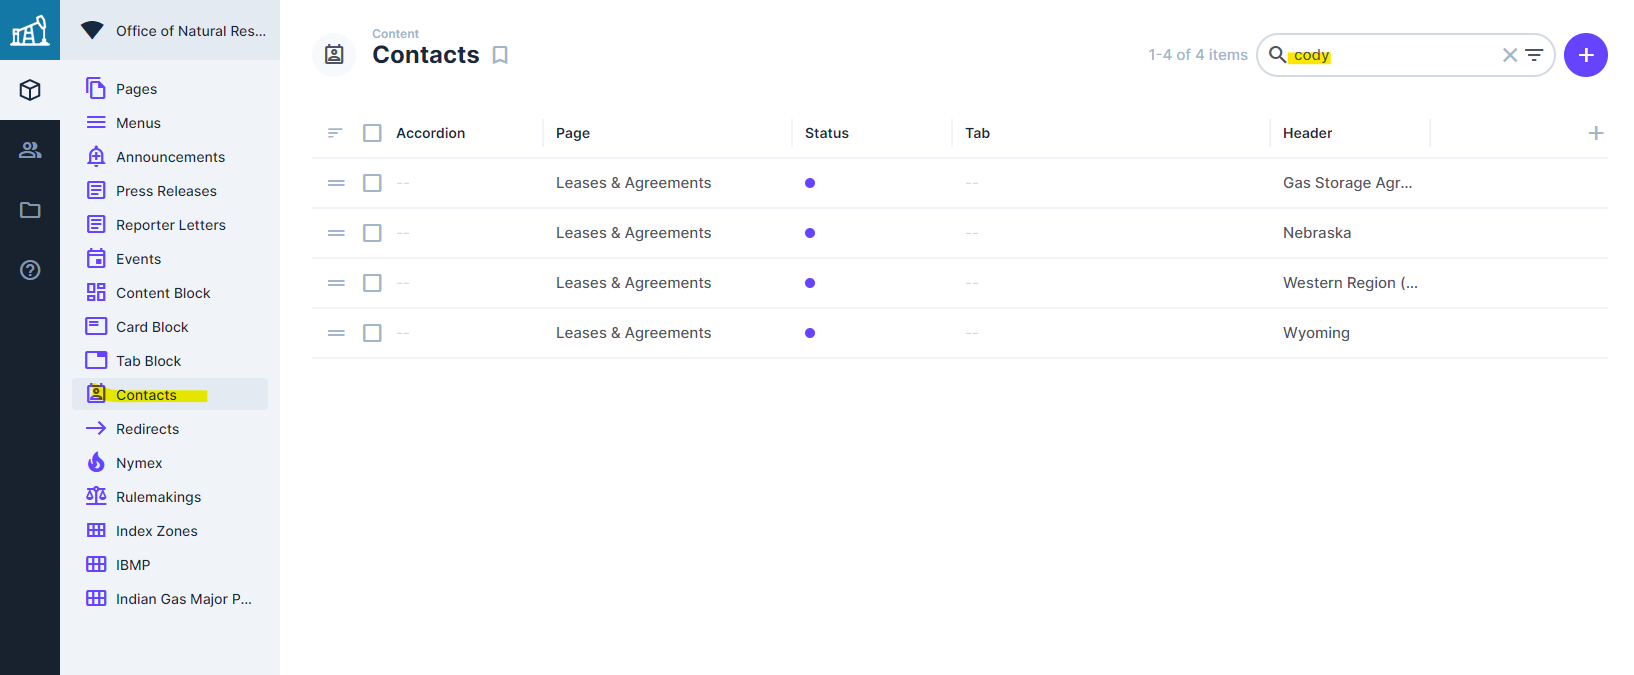 Office of Natural Res...
Pages
Menus
Announcements
Press Releases
Reporter Letters
Events
Content Block
Card Block
Tab Block
Contacts
Redirects
Nymex
Rulemakings
Index Zones
IBMP
Indian Gas Major P...
Content
Contacts
1-4 of 4 items
cody
Accordion Page Status Tab Header
-- Leases & Agreements -- Gas Storage Agr...
-- Leases & Agreements -- Nebraska
-- Leases & Agreements -- Western Region (...
-- Leases & Agreements -- Wyoming